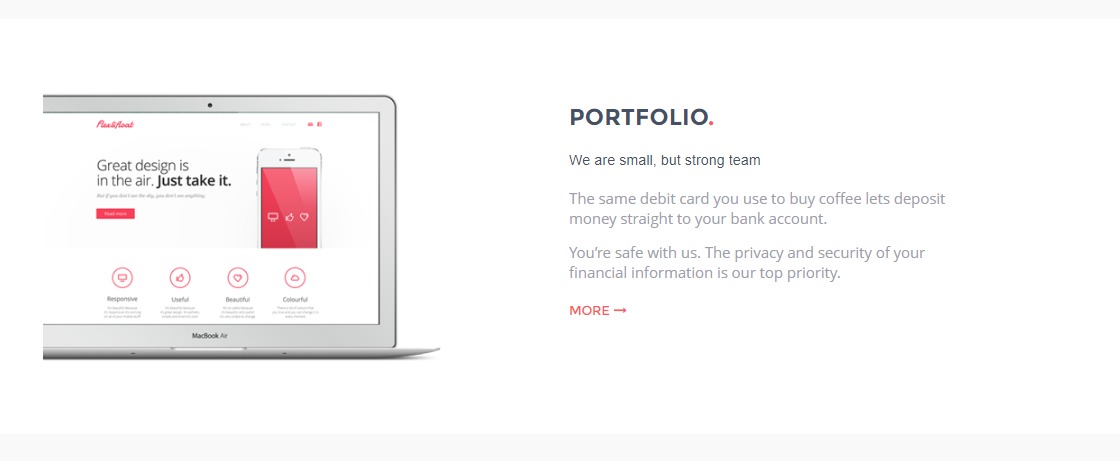 PORTFOLIO.
We are small, but strong team
The same debit card you use to buy coffee lets deposit
money straight to your bank account.
You're safe with us. The privacy and security of your
financial information is our top priority.
MORE →
Flex&float
Great design is
in the air. Just take it.
But if you don't see the sky, you don't see anything.
Read more
Responsive
Useful
Beautiful
Colourful
MacBook Air